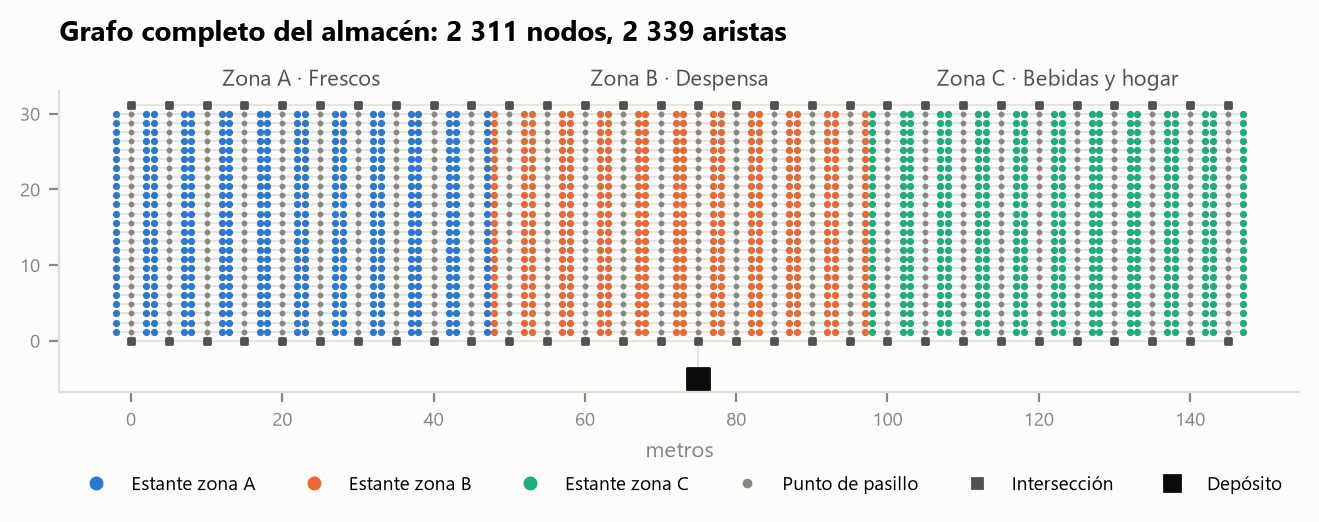 Grafo completo del almacén: 2 311 nodos, 2 339 aristas
Zona A · Frescos
Zona B · Despensa
Zona C · Bebidas y hogar
30
20
10
0
0
20
40
60
80
100
120
140
metros
Estante zona A
Estante zona B
Estante zona C
Punto de pasillo
Intersección
Depósito